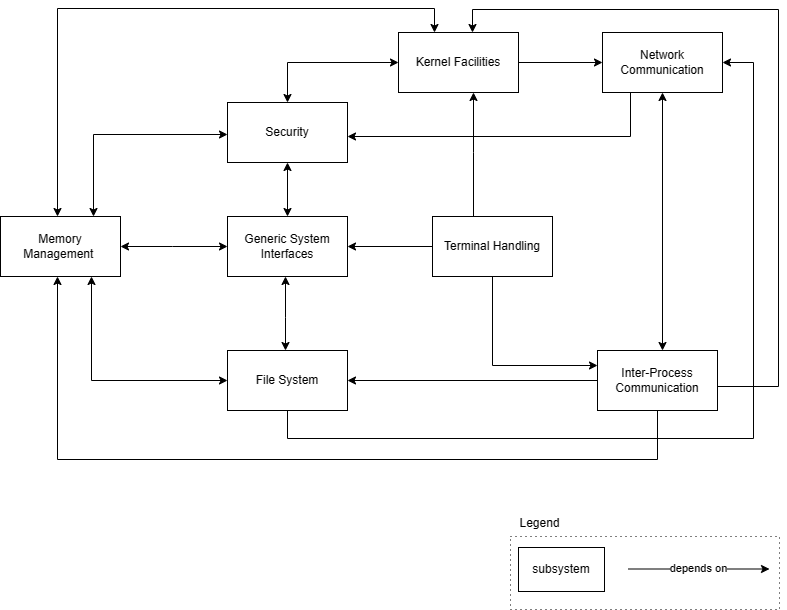 Kernel Facilities
Network
Communication
Security
Memory
Management
Generic System
Interfaces
Terminal Handling
File System
Inter-Process
Communication
Legend
subsystem
depends on